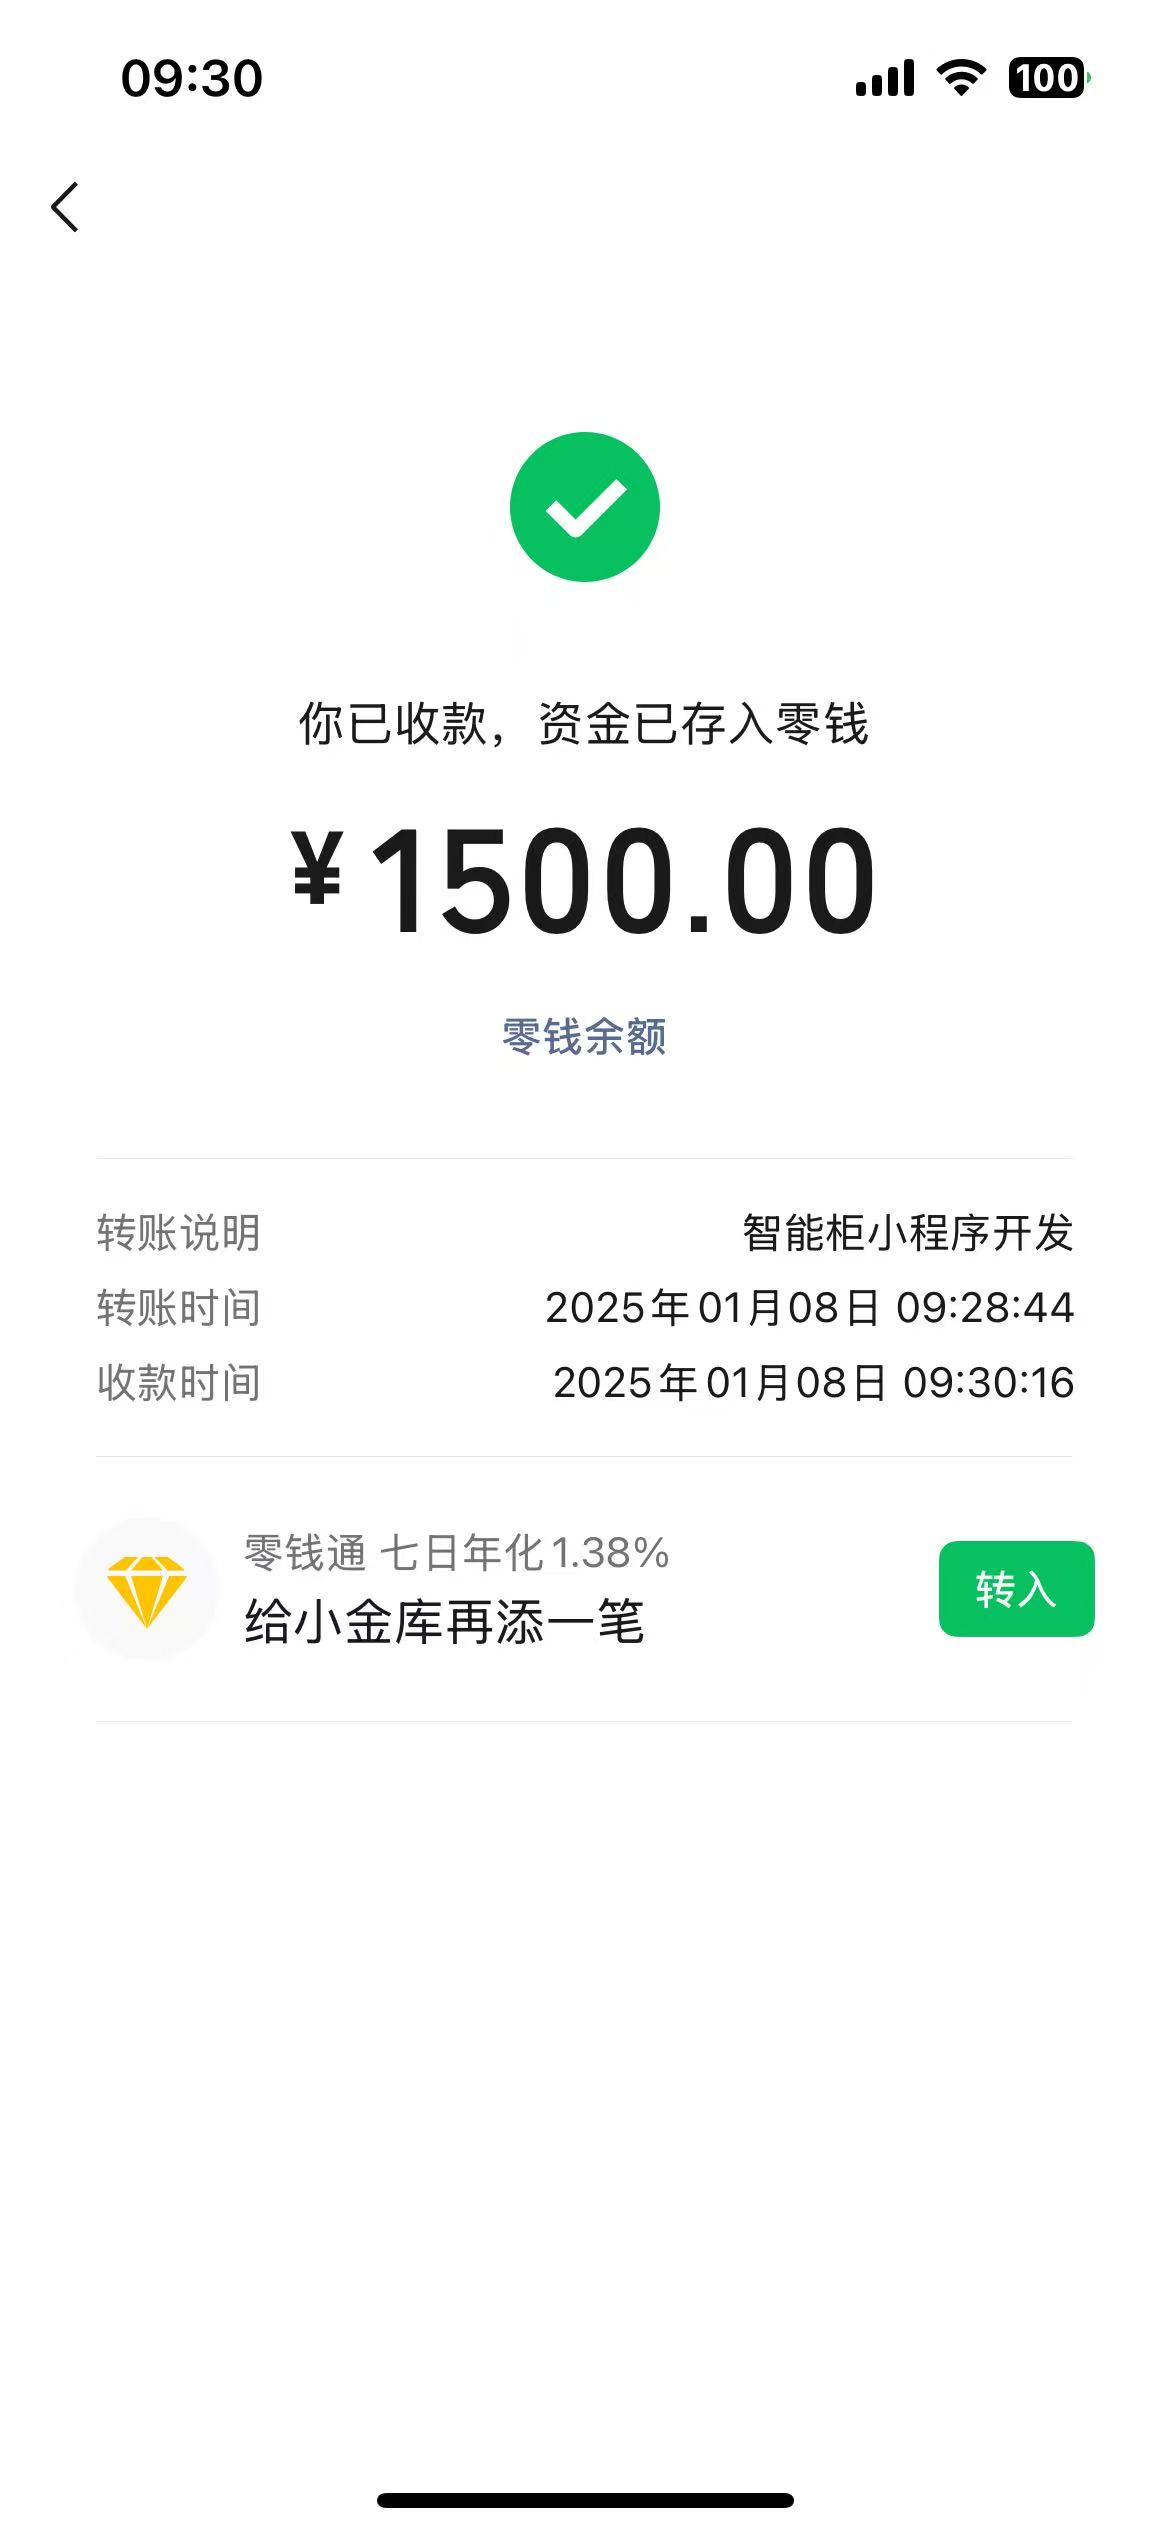 09:30
100
你已收款，资金已存入零钱
¥1500.00
零钱余额
转账说明 智能柜小程序开发
转账时间 2025年01月08日 09:28:44
收款时间 2025年01月08日 09:30:16
零钱通 七日年化1.38%
给小金库再添一笔
转入